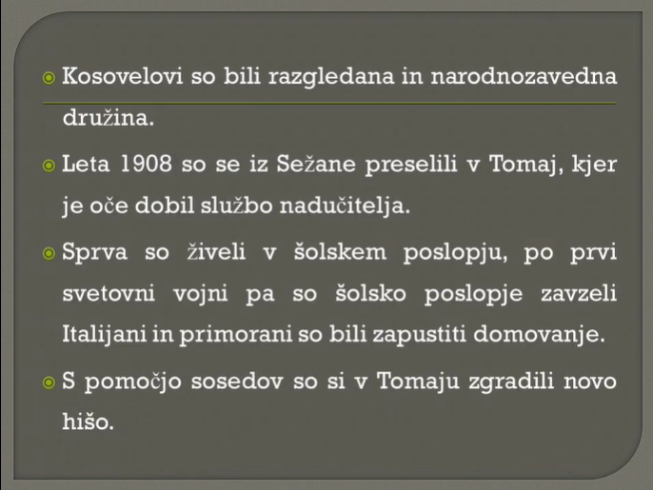 Kosovelovi so bili razgledana in narodnozavedna
družina.
Leta 1908 so se iz Sežane preselili v Tomaj, kjer
je oče dobil službo nadučitelja.
Sprva so živeli v šolskem poslopju, po prvi
svetovni vojni pa so šolsko poslopje zavzeli
Italijani in primorani so bili zapustiti domovanje.
S pomočjo sosedov so si v Tomaju zgradili novo
hišo.